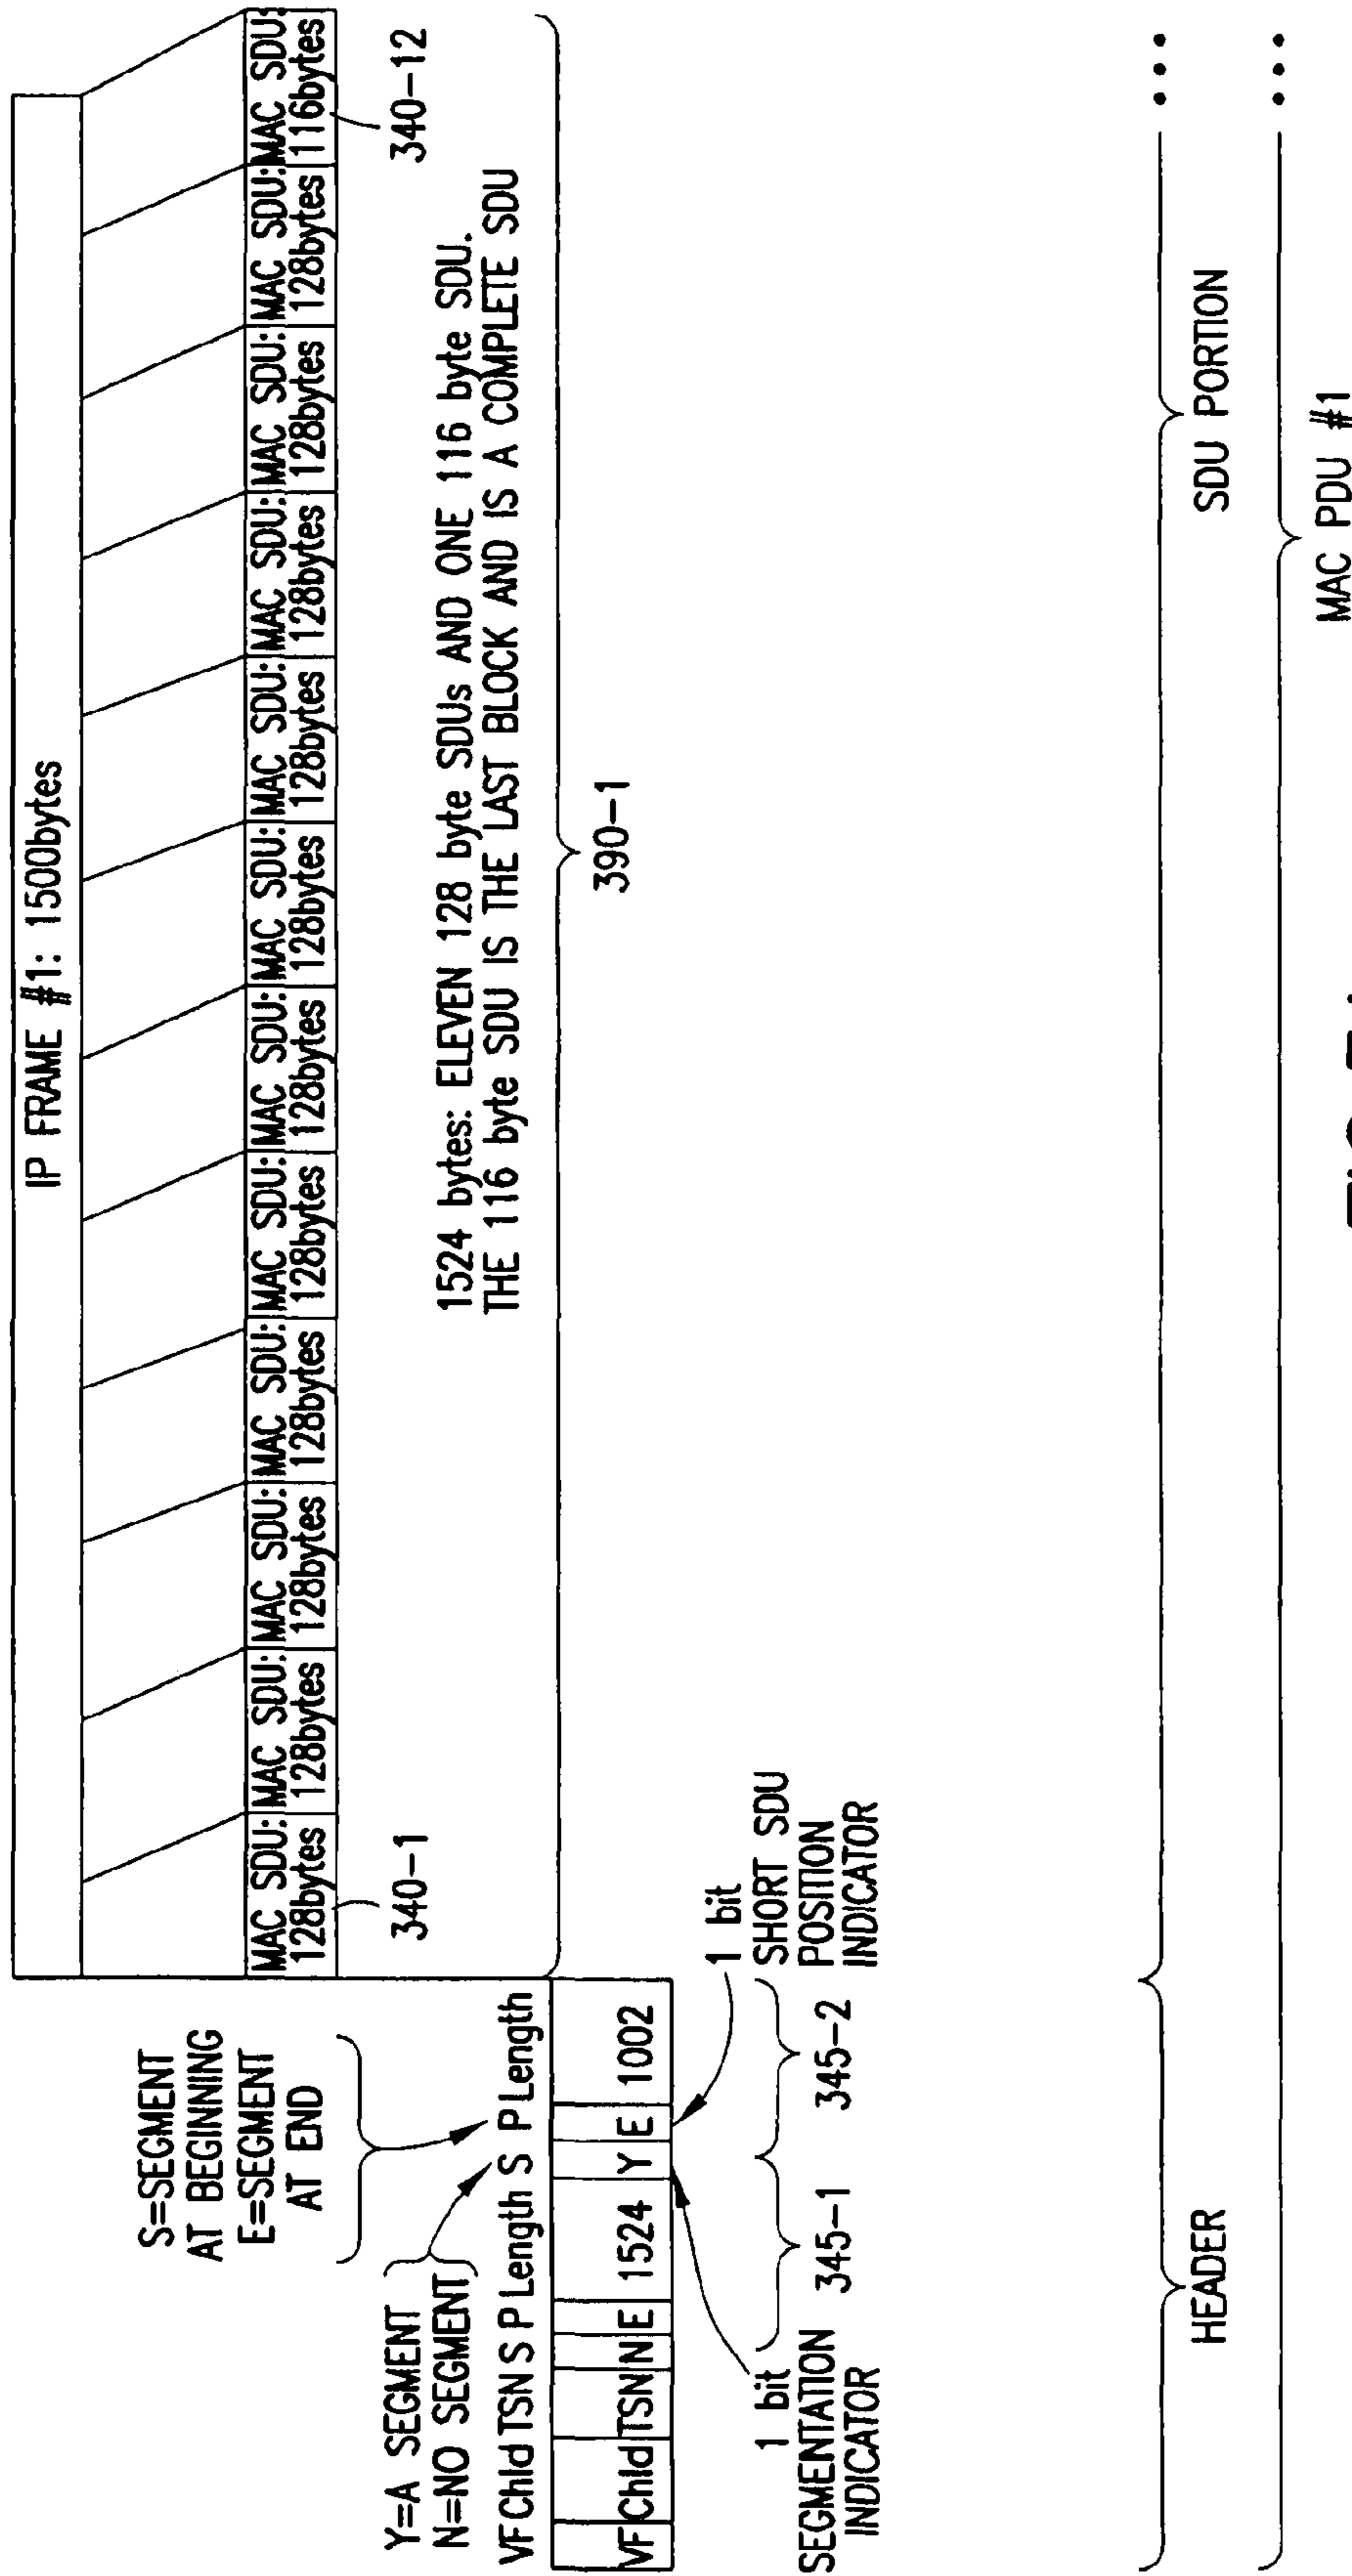 IP FRAME #1: 1500bytes
MAC SDU: 128bytes
MAC SDU: 128bytes
MAC SDU: 128bytes
MAC SDU: 128bytes
MAC SDU: 128bytes
MAC SDU: 128bytes
MAC SDU: 128bytes
MAC SDU: 128bytes
MAC SDU: 128bytes
MAC SDU: 128bytes
MAC SDU: 128bytes
MAC SDU: 116bytes
340-1
340-12
1524 bytes: ELEVEN 128 byte SDUs AND ONE 116 byte SDU.
THE 116 byte SDU IS THE LAST BLOCK AND IS A COMPLETE SDU
390-1
S=SEGMENT
AT BEGINNING
E=SEGMENT
AT END
Y=A SEGMENT
N=NO SEGMENT
VF ChId TSN S P Length S P Length
VF ChId TSN N E 1524 Y E 1002
1 bit
SEGMENTATION
INDICATOR
345-1
345-2
1 bit
SHORT SDU
POSITION
INDICATOR
HEADER
SDU PORTION
• • •
MAC PDU #1
• • •